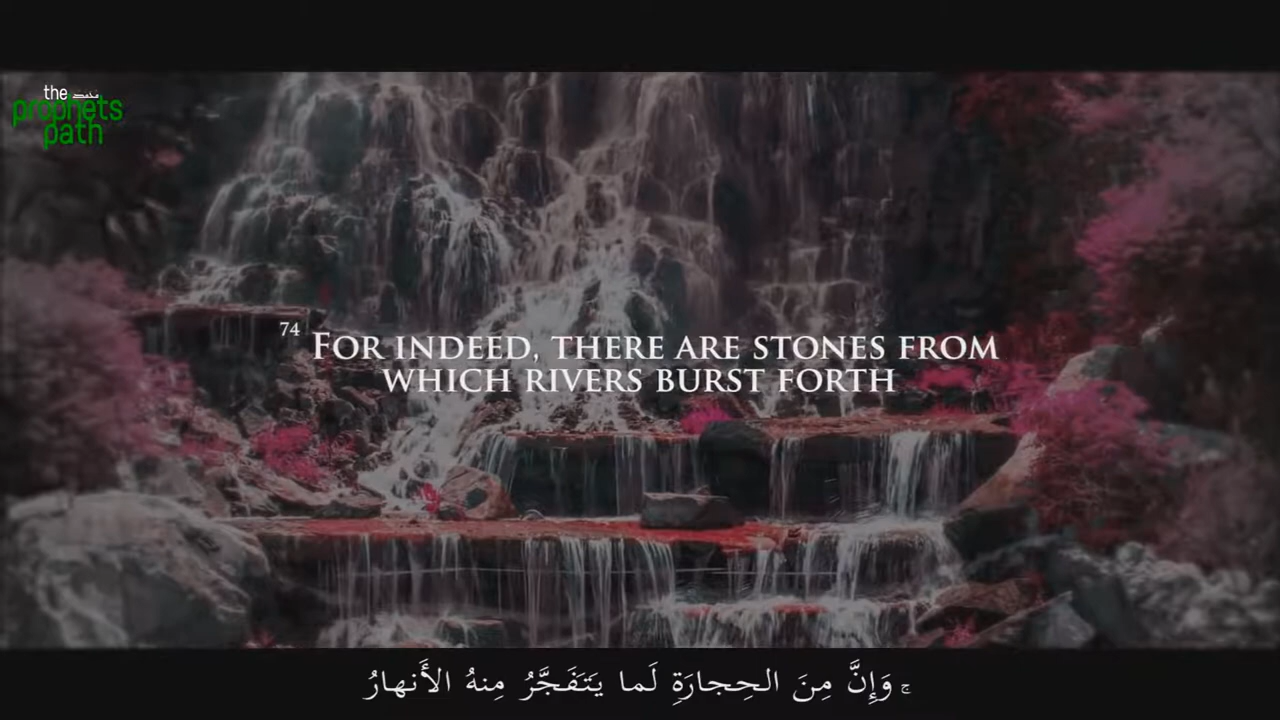 the محمد
prophets
path
74 For indeed, there are stones from
which rivers burst forth
ۚ وَإِنَّ مِنَ الحِجارَةِ لَما يَتَفَجَّرُ مِنهُ الأَنهارُ